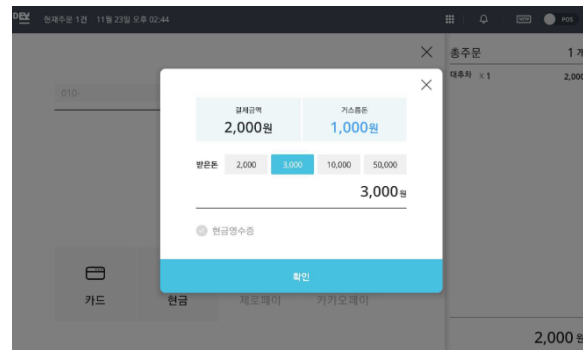 DEV 현재주문 1건 11월 23일 오후 02:44 NEW POS
총주문 1 개
대추차 x 1 2,000
010-
결제금액 거스름돈
2,000원 1,000원
받은돈 2,000 3,000 10,000 50,000
3,000 원
현금영수증
확인
카드 현금 제로페이 카카오페이
2,000 원